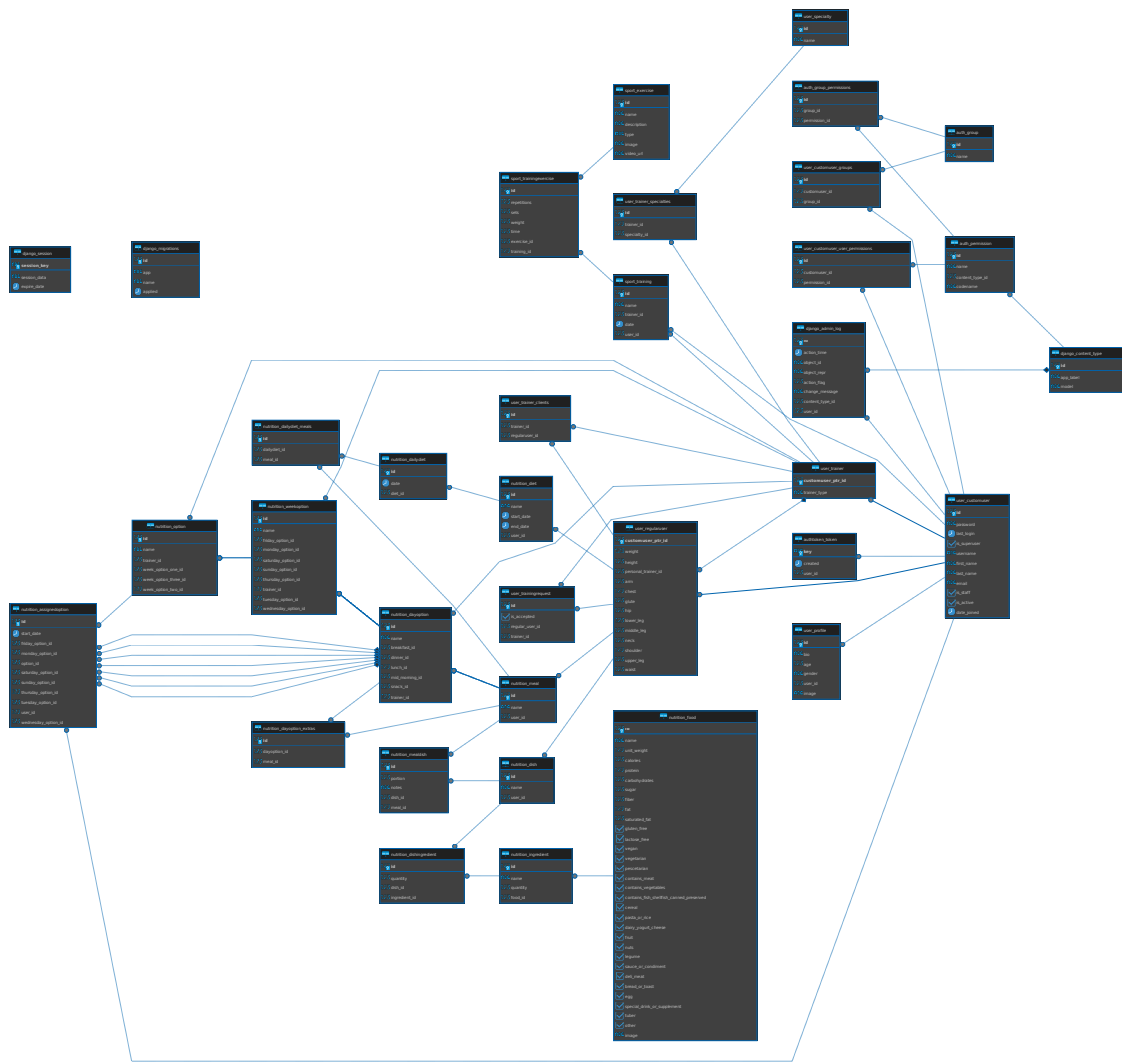 user_specialty
id
name
sport_exercise
id
name
description
type
image
video_url
auth_group_permissions
id
group_id
permission_id
auth_group
id
name
user_customuser_groups
id
customuser_id
group_id
sport_trainingexercise
id
repetitions
sets
weight
time
exercise_id
training_id
user_trainer_specialties
id
trainer_id
specialty_id
django_session
session_key
session_data
expire_date
django_migrations
id
app
name
applied
user_customuser_user_permissions
id
customuser_id
permission_id
auth_permission
id
name
content_type_id
codename
sport_training
id
name
trainer_id
date
user_id
django_admin_log
action_time
object_id
object_repr
action_flag
change_message
content_type_id
user_id
django_content_type
id
app_label
model
user_trainer_clients
id
trainer_id
regularuser_id
nutrition_dailydiet_meals
id
dailydiet_id
meal_id
nutrition_dailydiet
id
date
diet_id
user_trainer
customuser_ptr_id
trainer_type
nutrition_diet
id
name
start_date
end_date
user_id
user_customuser
id
password
last_login
is_superuser
username
first_name
last_name
email
is_staff
is_active
date_joined
nutrition_weekoption
id
name
friday_option_id
monday_option_id
saturday_option_id
sunday_option_id
thursday_option_id
trainer_id
tuesday_option_id
wednesday_option_id
nutrition_option
id
name
trainer_id
week_option_one_id
week_option_three_id
week_option_two_id
user_regularuser
customuser_ptr_id
weight
height
personal_trainer_id
arm
chest
glute
hip
lower_leg
middle_leg
neck
shoulder
upper_leg
waist
authtoken_token
key
created
user_id
user_trainingrequest
id
is_accepted
regular_user_id
trainer_id
nutrition_assignedoption
id
start_date
friday_option_id
monday_option_id
option_id
saturday_option_id
sunday_option_id
thursday_option_id
tuesday_option_id
user_id
wednesday_option_id
nutrition_dayoption
id
name
breakfast_id
dinner_id
lunch_id
mid_morning_id
snack_id
trainer_id
user_profile
id
bio
age
gender
user_id
image
nutrition_meal
id
name
user_id
nutrition_dayoption_extras
id
dayoption_id
meal_id
nutrition_mealdish
id
portion
notes
dish_id
meal_id
nutrition_dish
id
name
user_id
nutrition_food
name
unit_weight
calories
protein
carbohydrates
sugar
fiber
fat
saturated_fat
gluten_free
lactose_free
vegan
vegetarian
pescetarian
contains_meat
contains_vegetables
contains_fish_shellfish_canned_preserved
cereal
pasta_or_rice
dairy_yogurt_cheese
fruit
nuts
legume
sauce_or_condiment
deli_meat
bread_or_toast
egg
special_drink_or_supplement
tuber
other
image
nutrition_dishingredient
id
quantity
dish_id
ingredient_id
nutrition_ingredient
id
name
quantity
food_id